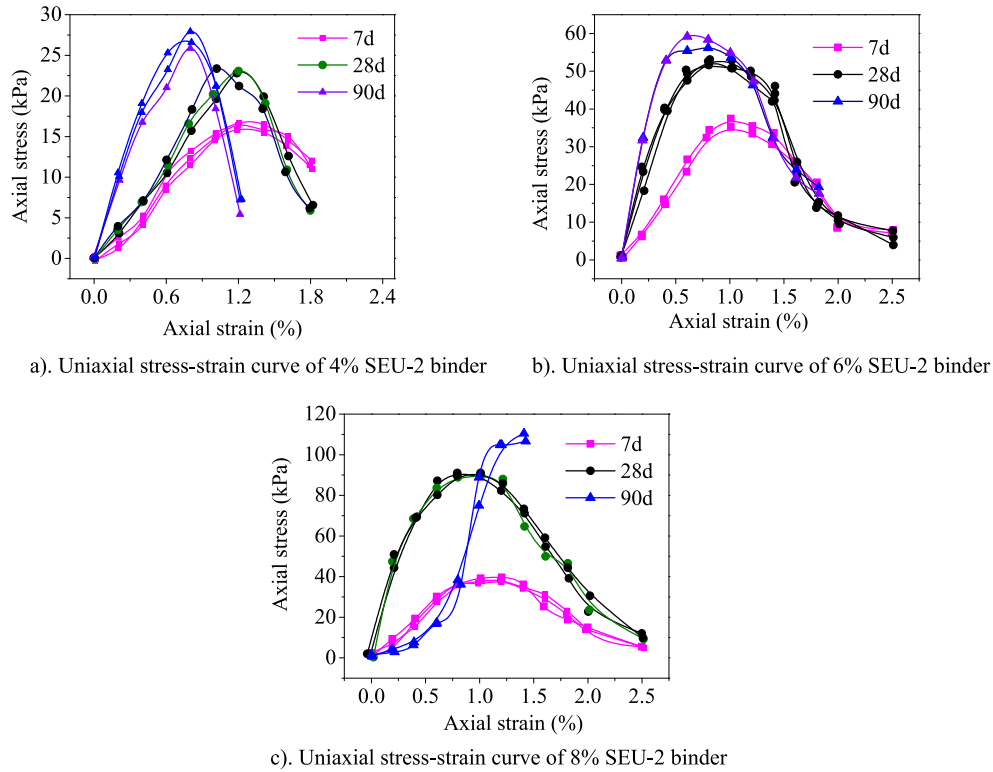 30
25
20
15
10
5
0
Axial stress (kPa)
7d
28d
90d
0.0 0.6 1.2 1.8 2.4
Axial strain (%)
a). Uniaxial stress-strain curve of 4% SEU-2 binder
60
50
40
30
20
10
0
Axial stress (kPa)
7d
28d
90d
0.0 0.5 1.0 1.5 2.0 2.5
Axial strain (%)
b). Uniaxial stress-strain curve of 6% SEU-2 binder
120
100
80
60
40
20
0
Axial stress (kPa)
7d
28d
90d
0.0 0.5 1.0 1.5 2.0 2.5
Axial strain (%)
c). Uniaxial stress-strain curve of 8% SEU-2 binder